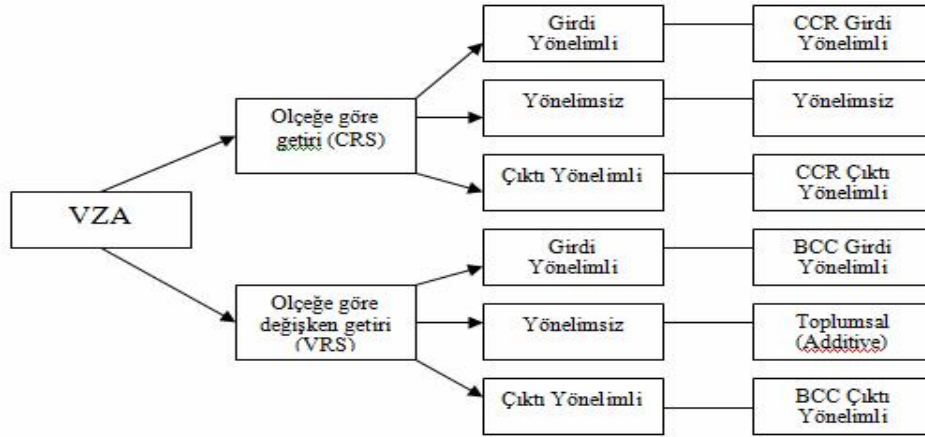 VZA
Olçeğe göre
getiri (CRS)
Girdi
Yönelimli
CCR Girdi
Yönelimli
Yönelimsiz
Yönelimsiz
Çıktı Yönelimli
CCR Çıktı
Yönelimli
Olçeğe göre
değişken getiri
(VRS)
Girdi
Yönelimli
BCC Girdi
Yönelimli
Yönelimsiz
Toplumsal
(Additive)
Çıktı Yönelimli
BCC Çıktı
Yönelimli